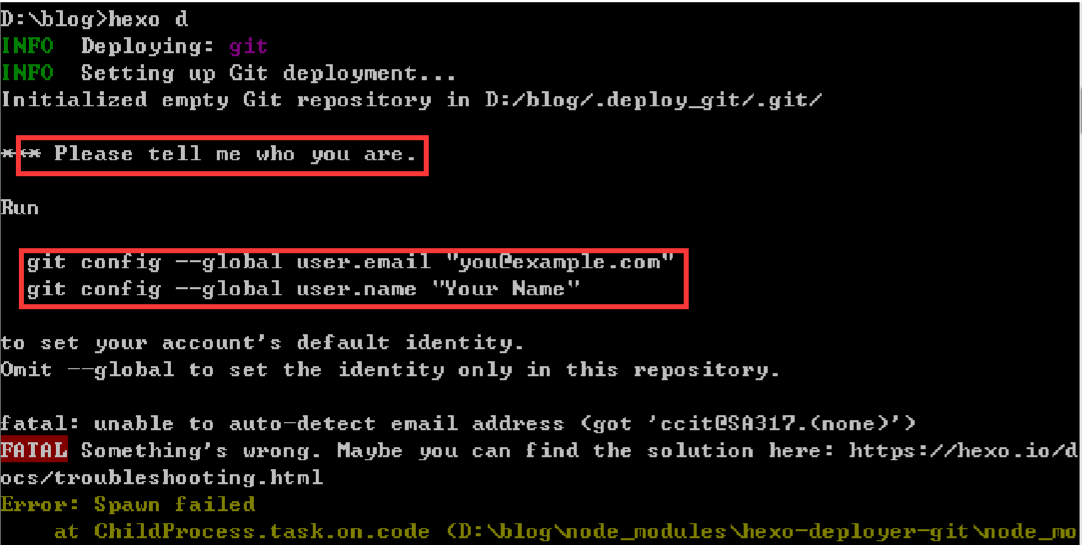 D:\blog>hexo d
INFO  Deploying: git
INFO  Setting up Git deployment...
Initialized empty Git repository in D:/blog/.deploy_git/.git/
*** Please tell me who you are.
Run
git config --global user.email "you@example.com"
git config --global user.name "Your Name"
to set your account's default identity.
Omit --global to set the identity only in this repository.
fatal: unable to auto-detect email address (got 'ccit@SA317.(none)')
FATAL Something's wrong. Maybe you can find the solution here: https://hexo.io/d
ocs/troubleshooting.html
Error: Spawn failed
at ChildProcess.task.on.code (D:\blog\node_modules\hexo-deployer-git\node_mo